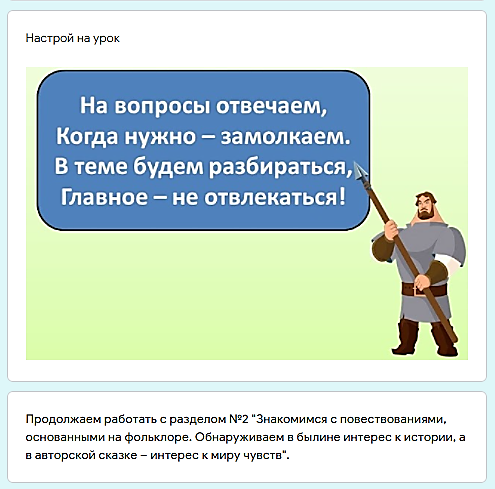 Настрой на урок
На вопросы отвечаем,
Когда нужно – замолкаем.
В теме будем разбираться,
Главное – не отвлекаться!
Продолжаем работать с разделом №2 "Знакомимся с повествованиями,
основанными на фольклоре. Обнаруживаем в былине интерес к истории, а
в авторской сказке – интерес к миру чувств".